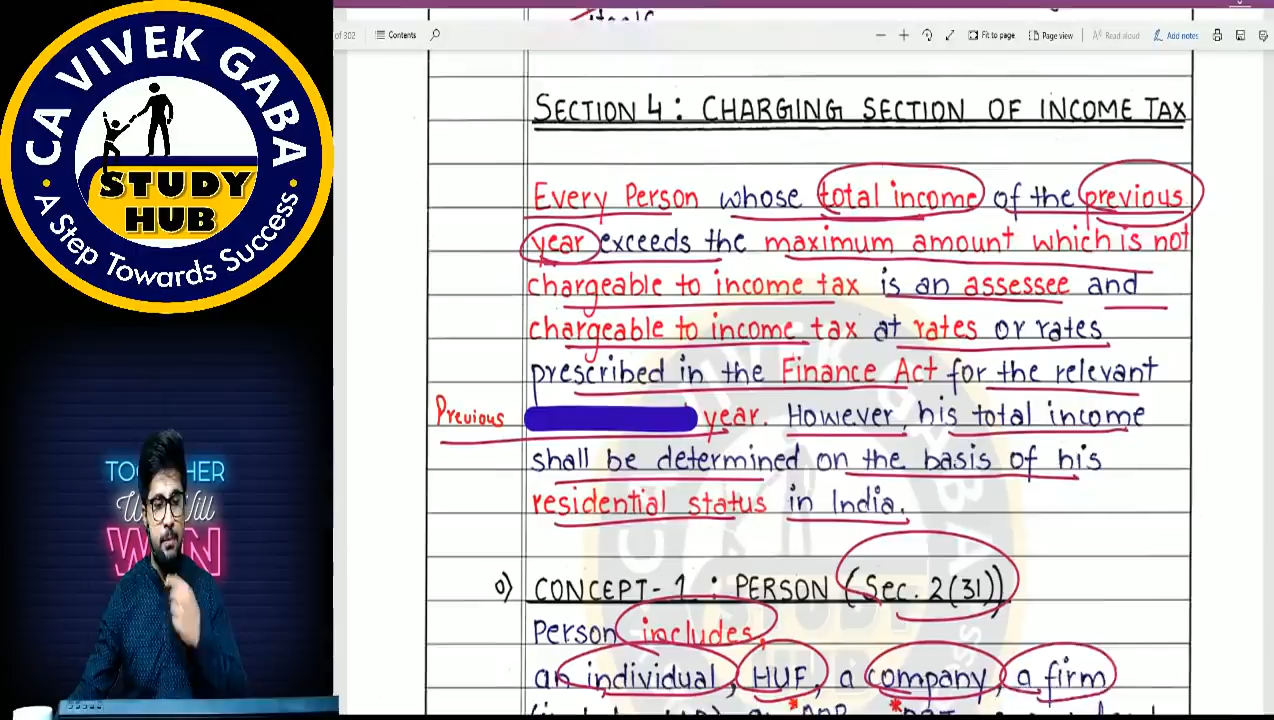 CA VIVEK GABA
STUDY
HUB
A Step Towards Success
of 302
Contents
Fit to page
Page view
Read aloud
Add notes
SECTION 4 : CHARGING SECTION OF INCOME TAX
Every Person whose total income of the previous
year exceeds the maximum amount which is not
chargeable to income tax is an assessee and
chargeable to income tax at rates or rates
prescribed in the Finance Act for the relevant
Previous year. However, his total income
shall be determined on the basis of his
residential status in India.
o) CONCEPT-1 : PERSON (Sec. 2(31))
Person includes,
an individual, HUF, a company, a firm
TOGETHER
We Will
WIN